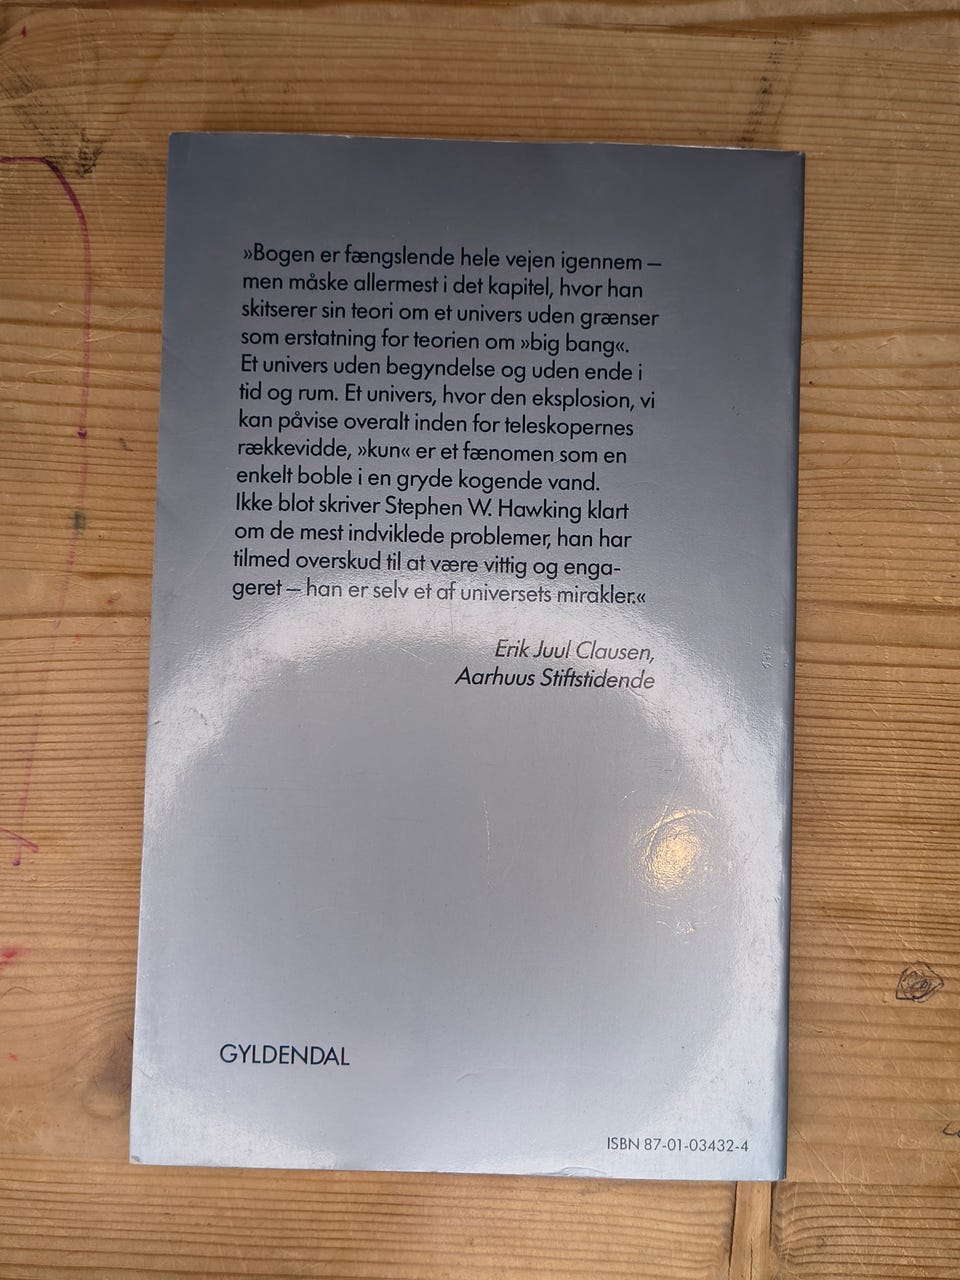 »Bogen er fængslende hele vejen igennem –
men måske allermest i det kapitel, hvor han
skitserer sin teori om et univers uden grænser
som erstatning for teorien om »big bang«.
Et univers uden begyndelse og uden ende i
tid og rum. Et univers, hvor den eksplosion, vi
kan påvise overalt inden for teleskopernes
rækkevidde, »kun« er et fænomen som en
enkelt boble i en gryde kogende vand.
Ikke blot skriver Stephen W. Hawking klart
om de mest indviklede problemer, han har
tilmed overskud til at være vittig og enga-
geret – han er selv et af universets mirakler.«
Erik Juul Clausen,
Aarhuus Stiftstidende
GYLDENDAL
ISBN 87-01-03432-4